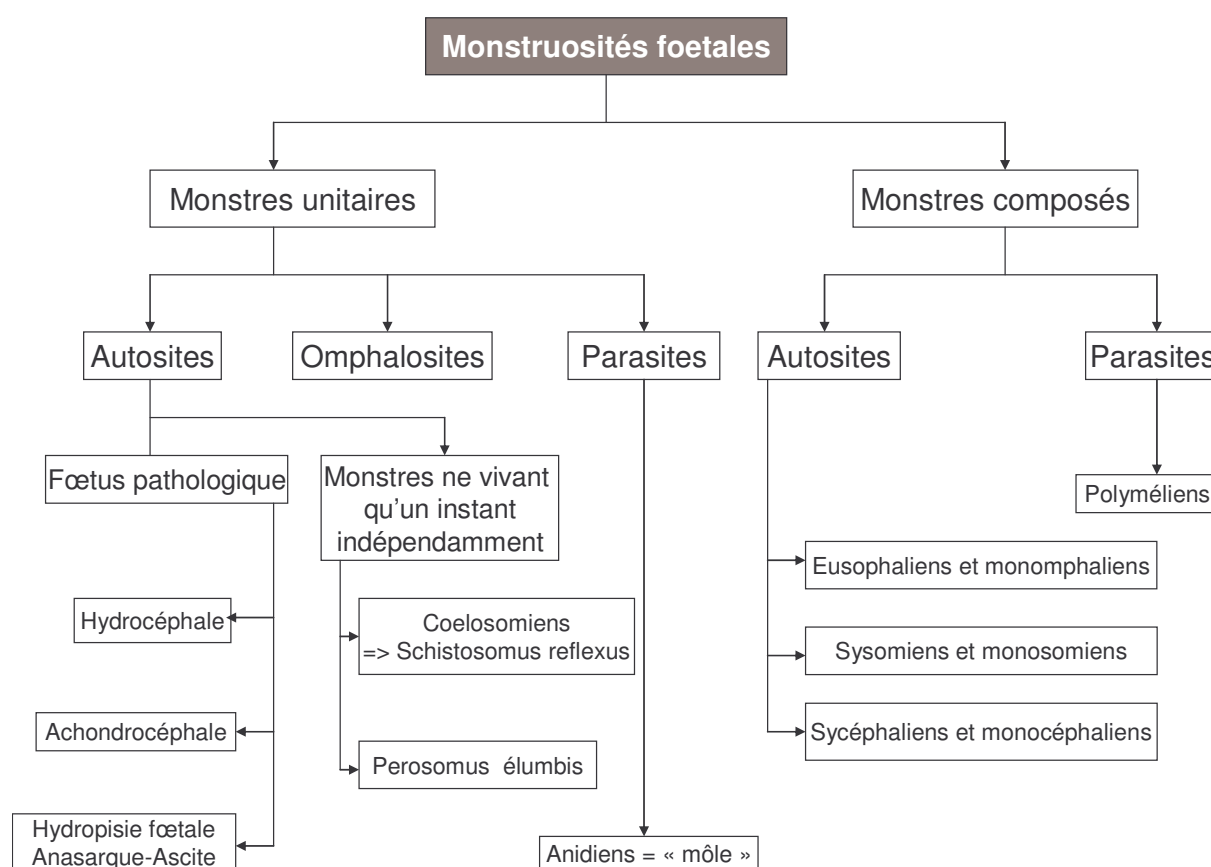 Monstruosités foetales
Monstres unitaires
Monstres composés
Autosites
Omphalosites
Parasites
Autosites
Parasites
Fœtus pathologique
Monstres ne vivant
qu'un instant
indépendamment
Polyméliens
Eusophaliens et monomphaliens
Hydrocéphale
Coelosomiens
=> Schistosomus reflexus
Sysomiens et monosomiens
Achondrocéphale
Sycéphaliens et monocéphaliens
Perosomus élumbis
Hydropisie fœtale
Anasarque-Ascite
Anidiens = « môle »